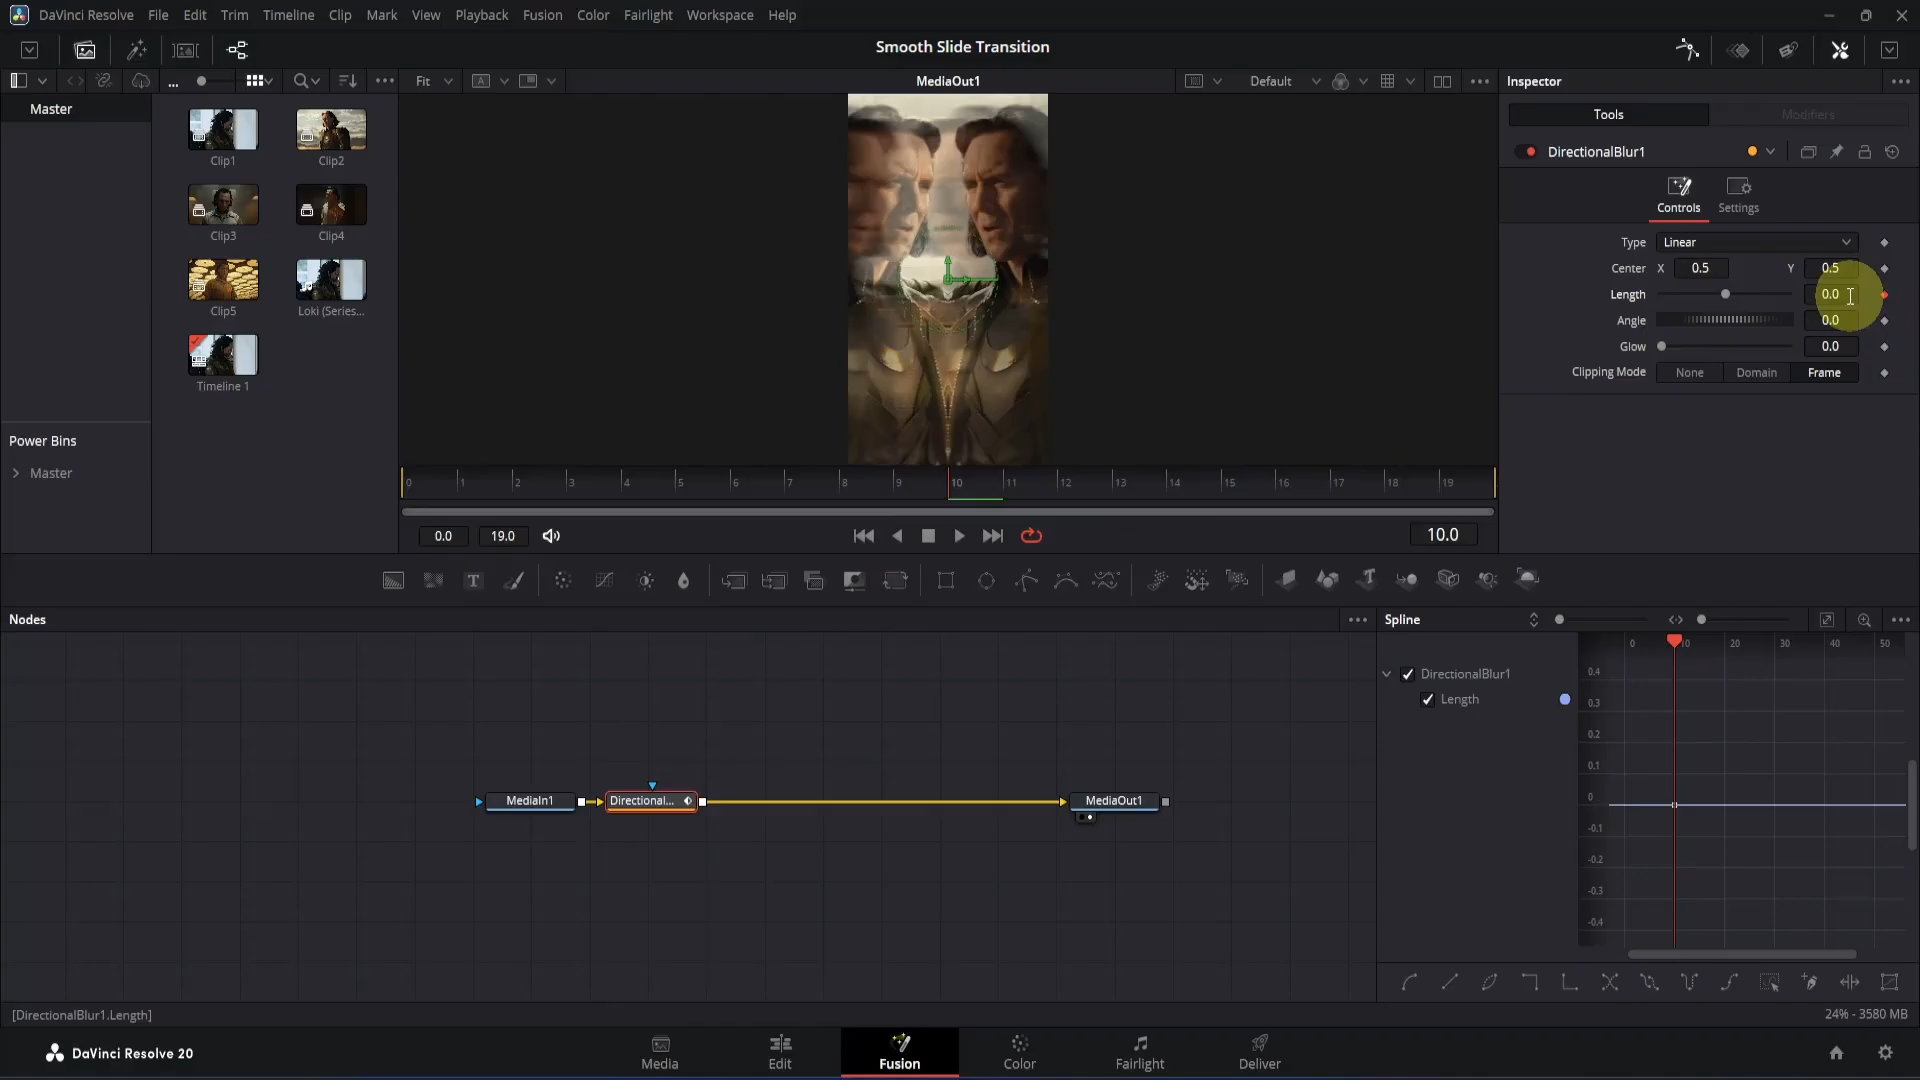 DaVinci Resolve File Edit Trim Timeline Clip Mark View Playback Fusion Color Fairlight Workspace Help
Smooth Slide Transition
... Fit A MediaOut1 Default Inspector
Master
Clip1 Clip2
Clip3 Clip4
Clip5 Loki (Series...
Timeline 1
Power Bins
Master
Tools Modifiers
DirectionalBlur1
Controls Settings
Type Linear
Center X 0.5 Y 0.5
Length 0.0
Angle 0.0
Glow 0.0
Clipping Mode None Domain Frame
0 1 2 3 4 5 6 7 8 9 10 11 12 13 14 15 16 17 18 19
0.0 19.0 10.0
T T
Nodes
Spline
0 10 20 30 40 50
DirectionalBlur1
Length
0.4
0.3
0.2
0.1
0
-0.1
-0.2
-0.3
-0.4
MediaIn1 Directional... MediaOut1
[DirectionalBlur1.Length]
24% - 3580 MB
DaVinci Resolve 20
Media Edit Fusion Color Fairlight Deliver